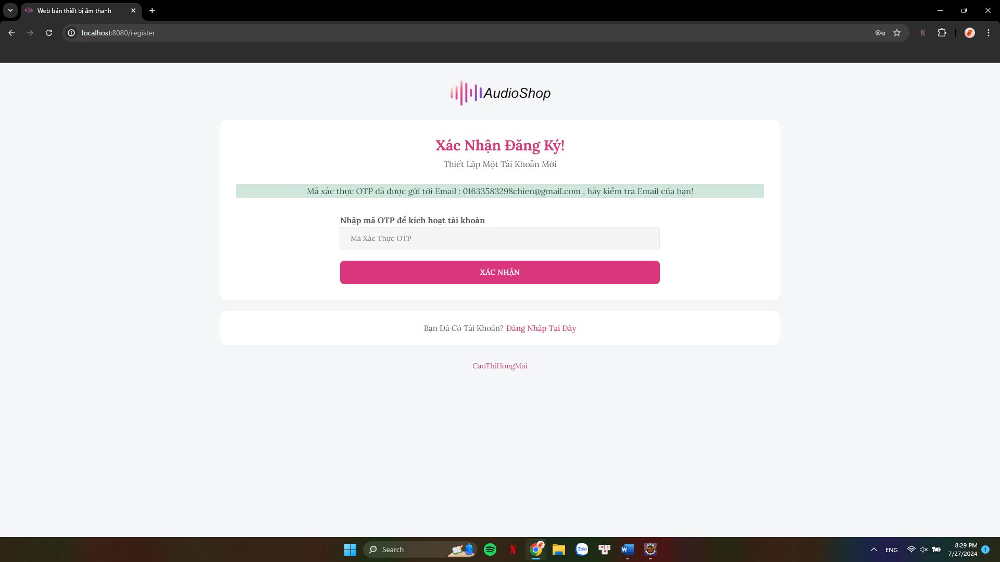 Web bán thiết bị âm thanh
localhost:8080/register
AudioShop
Xác Nhận Đăng Ký!
Thiết Lập Một Tài Khoản Mới
Mã xác thực OTP đã được gửi tới Email : 01633583298chien@gmail.com , hãy kiểm tra Email của bạn!
Nhập mã OTP để kích hoạt tài khoản
Mã Xác Thực OTP
XÁC NHẬN
Bạn Đã Có Tài Khoản? Đăng Nhập Tại Đây
CaoThiHongMai
Search
Zalo
W
ENG
8:29 PM
7/27/2024
1